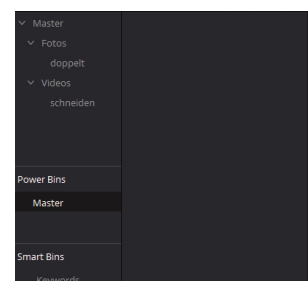 Master
Fotos
doppelt
Videos
schneiden
Power Bins
Master
Smart Bins
Keywords